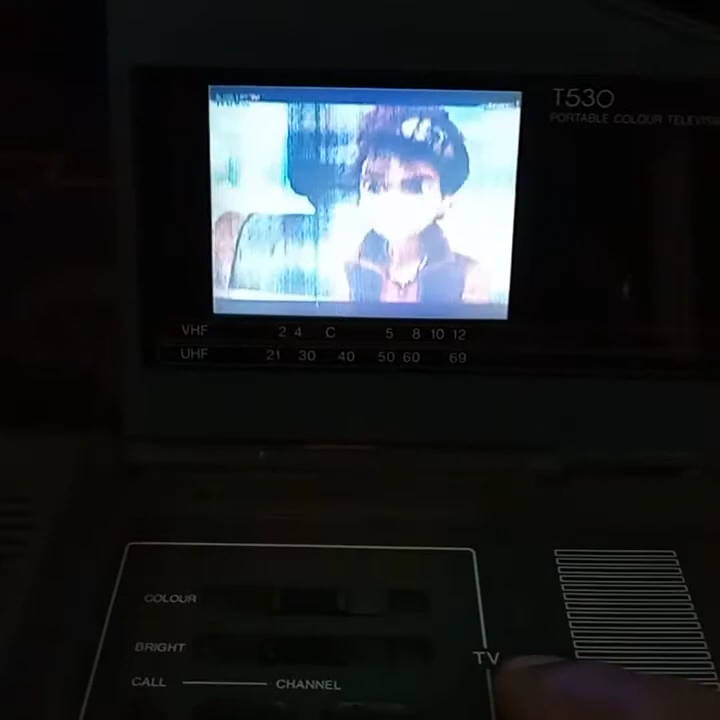 T530
PORTABLE COLOUR TELEVISI
VHF 2 4 C 5 8 10 12
UHF 21 30 40 50 60 69
COLOUR
BRIGHT
TV
CALL CHANNEL